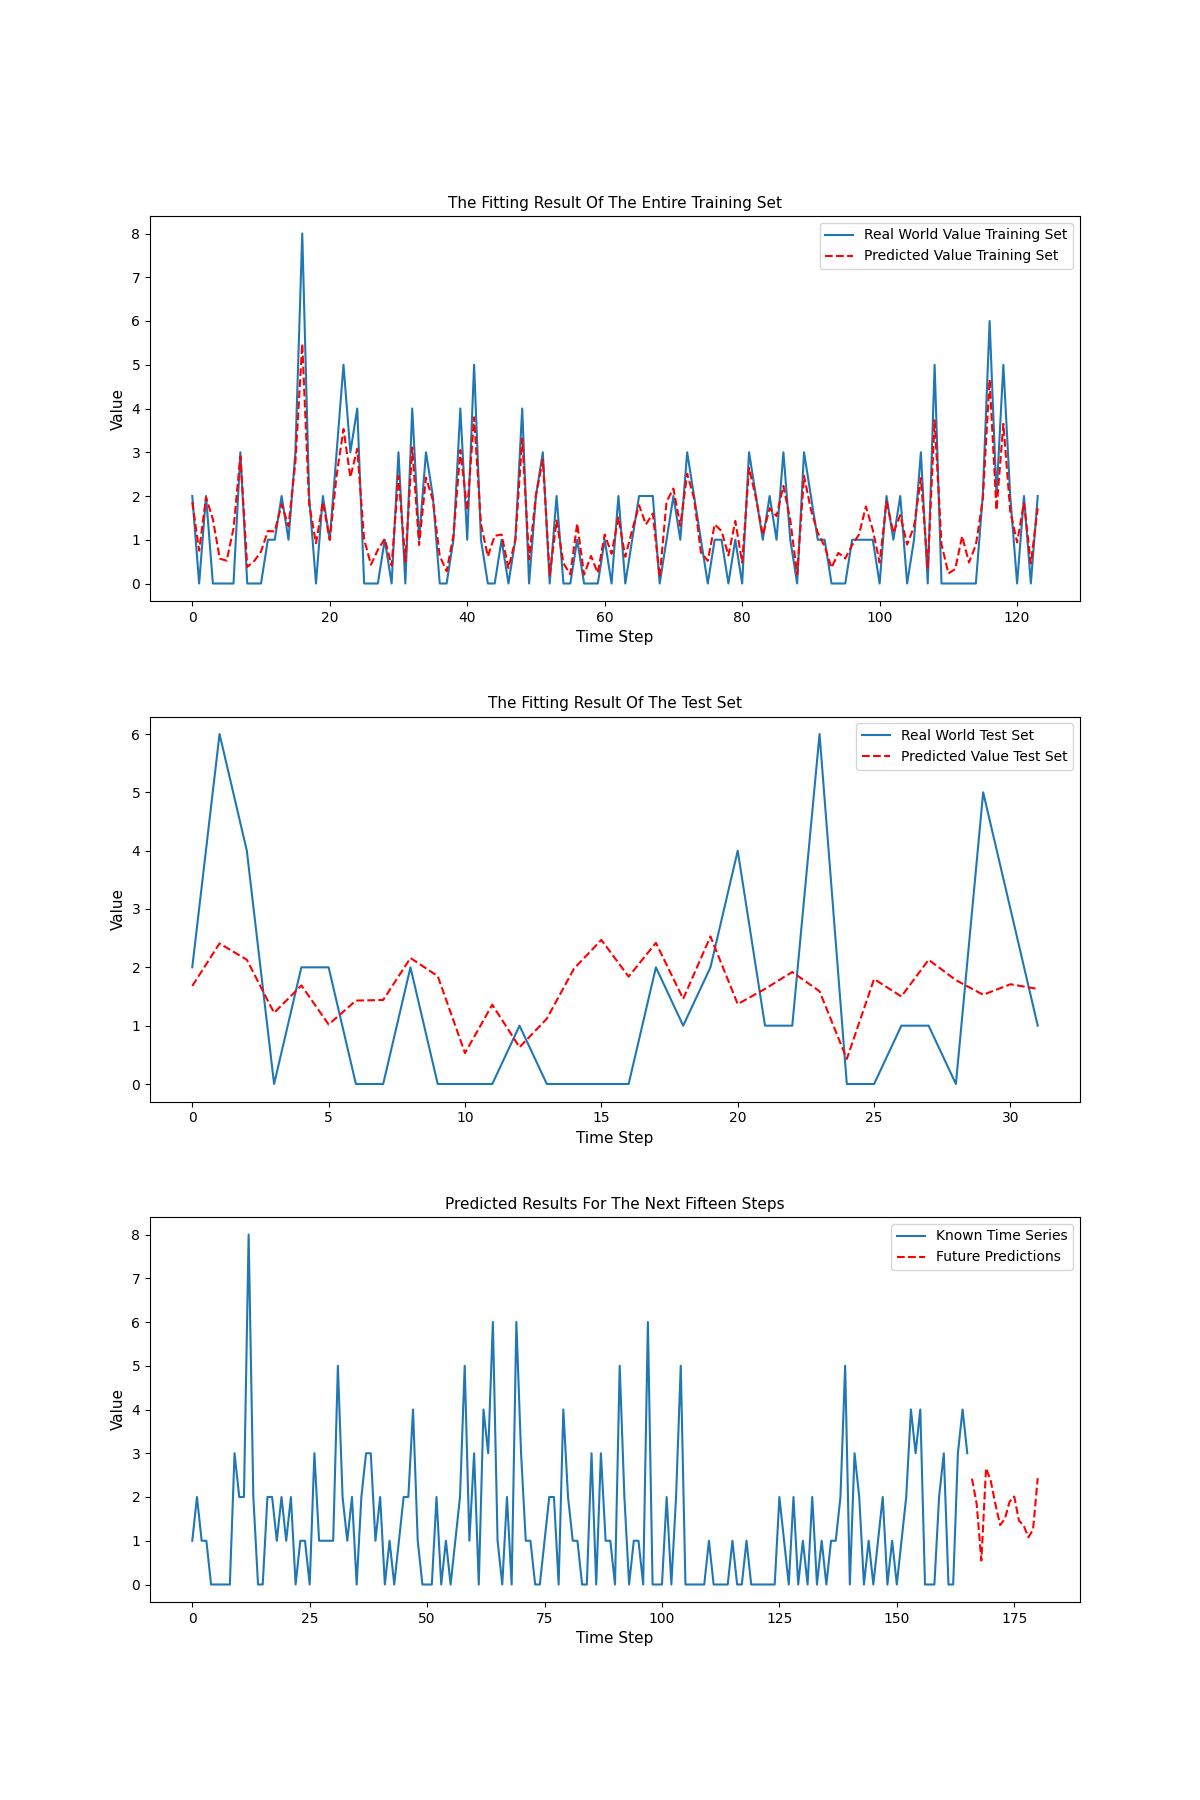 The Fitting Result Of The Entire Training Set
Real World Value Training Set
Predicted Value Training Set
Value
8
7
6
5
4
3
2
1
0
0 20 40 60 80 100 120
Time Step
The Fitting Result Of The Test Set
Real World Test Set
Predicted Value Test Set
Value
6
5
4
3
2
1
0
0 5 10 15 20 25 30
Time Step
Predicted Results For The Next Fifteen Steps
Known Time Series
Future Predictions
Value
8
7
6
5
4
3
2
1
0
0 25 50 75 100 125 150 175
Time Step